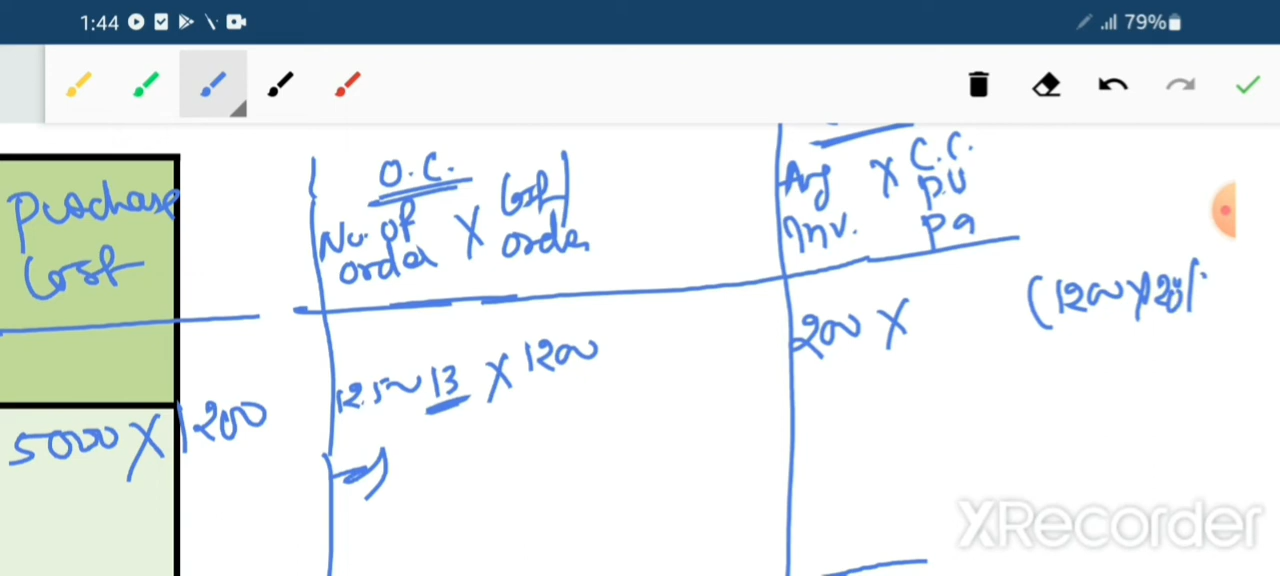 1:44 79%
Purchase Cost
O.C.
No. of order X Cost/order
Avg Inv. X C.C. P.U P a
5000 X 1200
12.5 ~ 13 X 1200
200 X (1200 X 20%
XRecorder